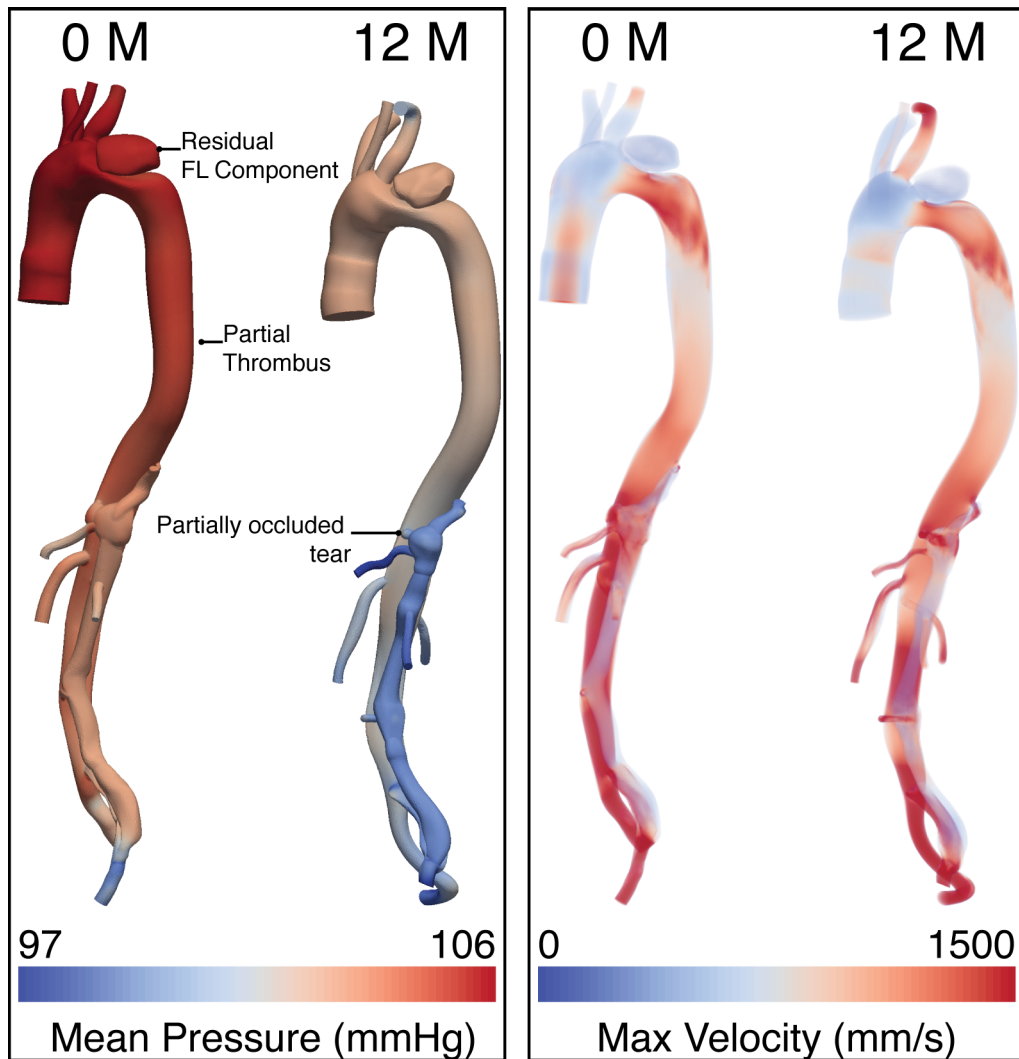 0 M
12 M
Residual
FL Component
Partial
Thrombus
Partially occluded
tear
97
106
Mean Pressure (mmHg)
0 M
12 M
0
1500
Max Velocity (mm/s)